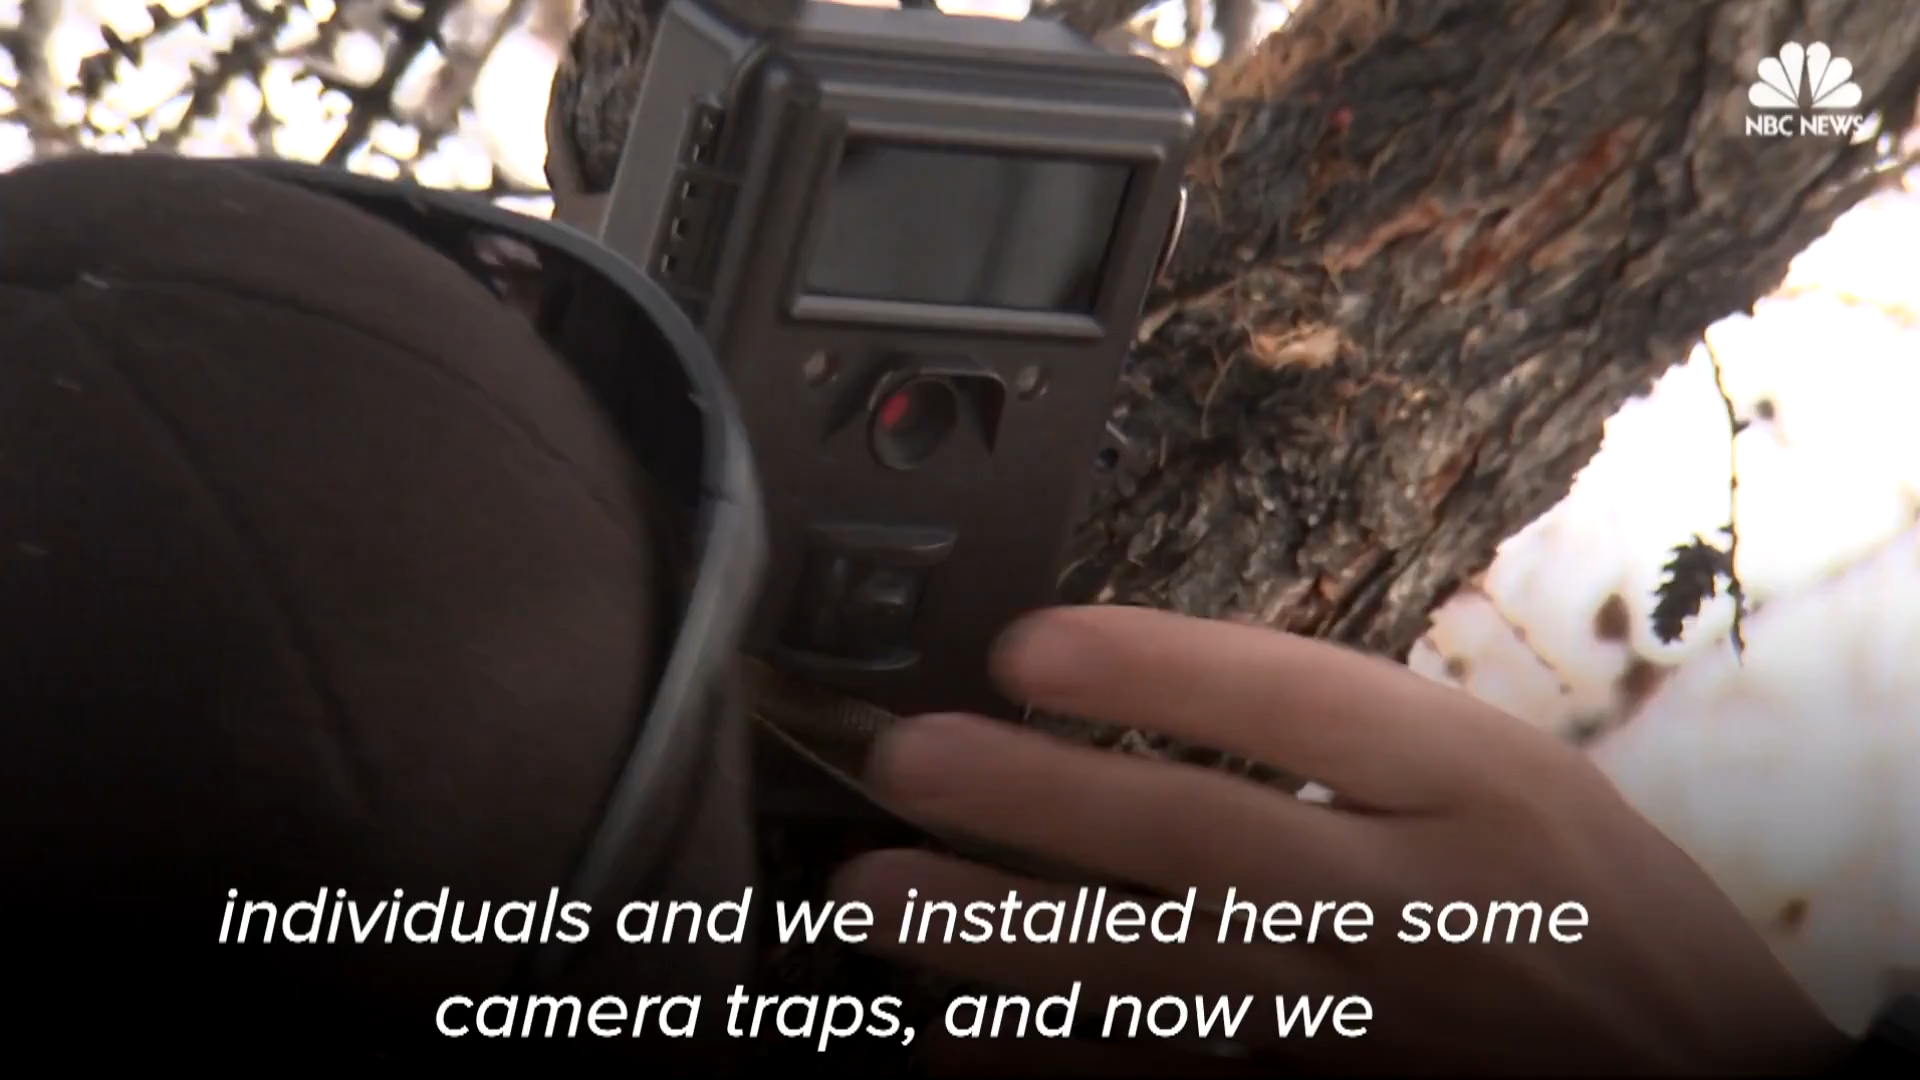 NBC NEWS
individuals and we installed here some
camera traps, and now we